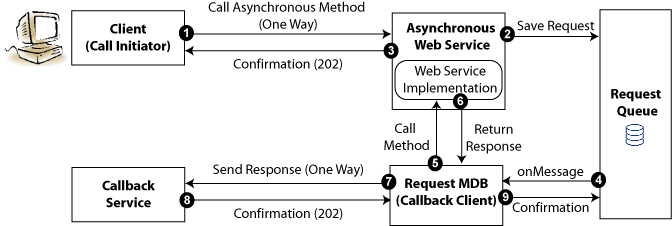 Call Asynchronous Method
(One Way)
Client
(Call Initiator)
1
3
Confirmation (202)
Asynchronous
Web Service
Web Service
Implementation
6
2
Save Request
Request
Queue
Call
Method
5
Return
Response
Send Response (One Way)
Callback
Service
7
8
Confirmation (202)
Request MDB
(Callback Client)
onMessage
4
9
Confirmation